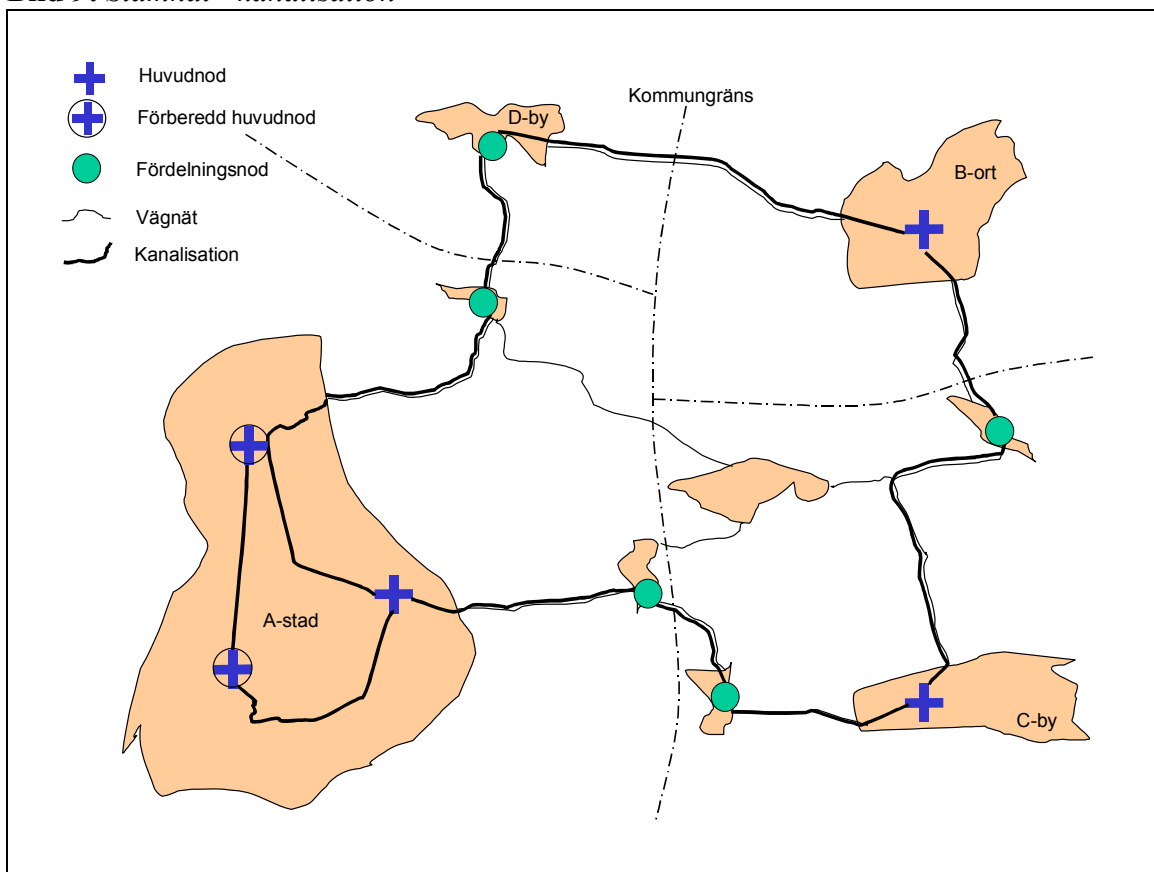 Huvudnod
Förberedd huvudnod
Fördelningsnod
Vägnät
Kanalisation
Kommungräns
D-by
B-ort
A-stad
C-by